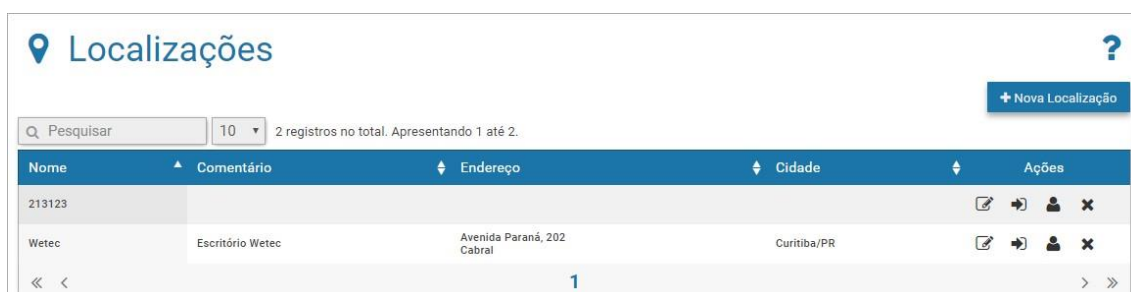 Localizações
?
+ Nova Localização
Pesquisar 10 2 registros no total. Apresentando 1 até 2.
Nome Comentário Endereço Cidade Ações
213123
Wetec Escritório Wetec Avenida Paraná, 202 Curitiba/PR
Cabral
« < 1 > »